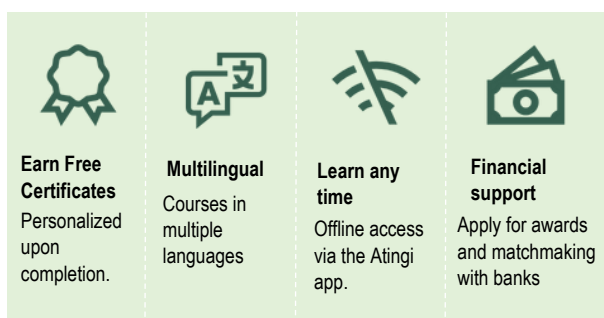 A 文
Earn Free
Certificates
Personalized
upon
completion.
Multilingual
Courses in
multiple
languages
Learn any
time
Offline access
via the Atingi
app.
Financial
support
Apply for awards
and matchmaking
with banks